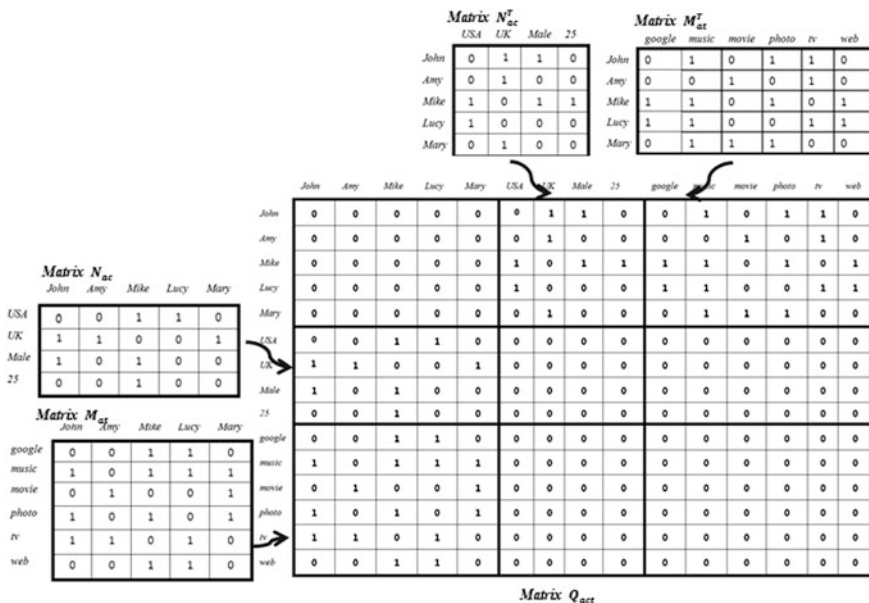 Matrix N_ac^T
USA UK Male 25
John 0 1 1 0
Amy 0 1 0 0
Mike 1 0 1 1
Lucy 1 0 0 0
Mary 0 1 0 0
Matrix M_at^T
google music movie photo tv web
John 0 1 0 1 1 0
Amy 0 0 1 0 1 0
Mike 1 1 0 1 0 1
Lucy 1 1 0 0 1 1
Mary 0 1 1 1 0 0
Matrix N_ac
John Amy Mike Lucy Mary
USA 0 0 1 1 0
UK 1 1 0 0 1
Male 1 0 1 0 0
25 0 0 1 0 0
Matrix M_at
John Amy Mike Lucy Mary
google 0 0 1 1 0
music 1 0 1 1 1
movie 0 1 0 0 1
photo 1 0 1 0 1
tv 1 1 0 1 0
web 0 0 1 1 0
John Amy Mike Lucy Mary USA UK Male 25 google music movie photo tv web
John 0 0 0 0 0 0 1 1 0 0 1 0 1 1 0
Amy 0 0 0 0 0 0 1 0 0 0 0 1 0 1 0
Mike 0 0 0 0 0 1 0 1 1 1 1 0 1 0 1
Lucy 0 0 0 0 0 1 0 0 0 1 1 0 0 1 1
Mary 0 0 0 0 0 0 1 0 0 0 1 1 1 0 0
USA 0 0 1 1 0 0 0 0 0 0 0 0 0 0 0
UK 1 1 0 0 1 0 0 0 0 0 0 0 0 0 0
Male 1 0 1 0 0 0 0 0 0 0 0 0 0 0 0
25 0 0 1 0 0 0 0 0 0 0 0 0 0 0 0
google 0 0 1 1 0 0 0 0 0 0 0 0 0 0 0
music 1 0 1 1 1 0 0 0 0 0 0 0 0 0 0
movie 0 1 0 0 1 0 0 0 0 0 0 0 0 0 0
photo 1 0 1 0 1 0 0 0 0 0 0 0 0 0 0
tv 1 1 0 1 0 0 0 0 0 0 0 0 0 0 0
web 0 0 1 1 0 0 0 0 0 0 0 0 0 0 0
Matrix Q_act